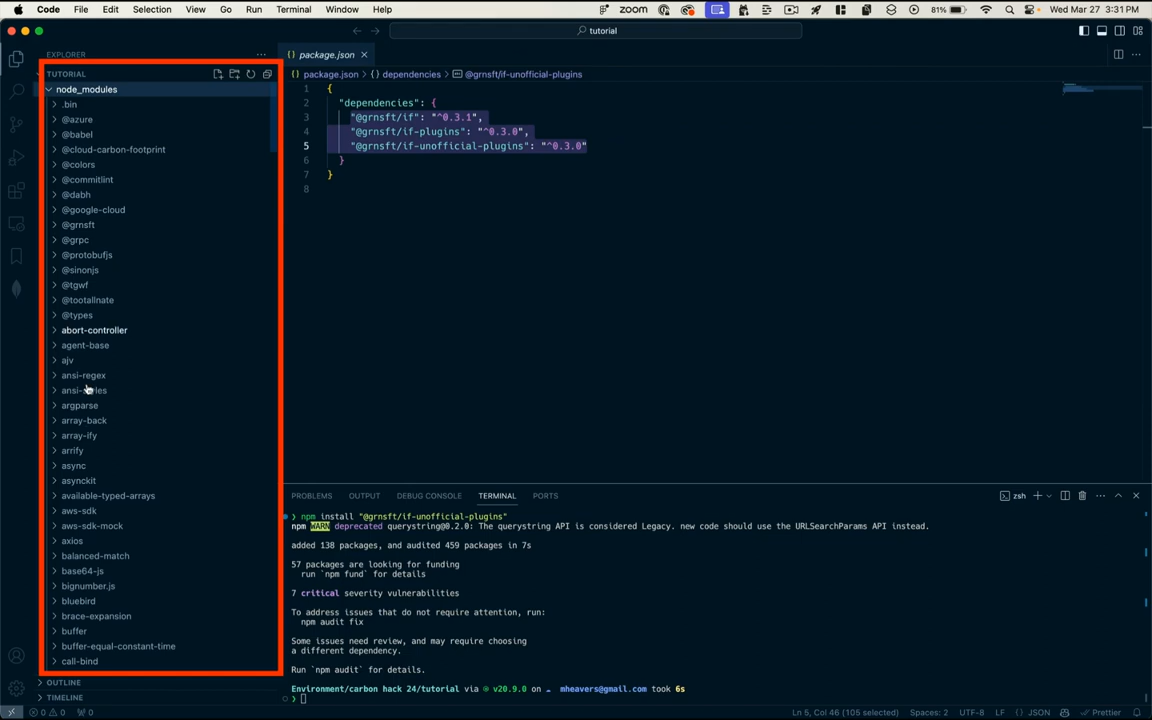 Code File Edit Selection View Go Run Terminal Window Help zoom 81% Wed Mar 27 3:31 PM
tutorial
EXPLORER
TUTORIAL
node_modules
.bin
@azure
@babel
@cloud-carbon-footprint
@colors
@commitlint
@dabh
@google-cloud
@grnsft
@grpc
@protobufjs
@sinonjs
@tgwf
@tootallnate
@types
abort-controller
agent-base
ajv
ansi-regex
argparse
array-back
array-ify
arrify
async
asynckit
available-typed-arrays
aws-sdk
aws-sdk-mock
axios
balanced-match
base64-js
bignumber.js
bluebird
brace-expansion
buffer
buffer-equal-constant-time
call-bind
OUTLINE
TIMELINE
{} package.json
{} package.json > {} dependencies > @grnsft/if-unofficial-plugins
1 {
2 "dependencies": {
3 "@grnsft/if": "^0.3.1",
4 "@grnsft/if-plugins": "^0.3.0",
5 "@grnsft/if-unofficial-plugins": "^0.3.0"
6 }
7 }
8
PROBLEMS OUTPUT DEBUG CONSOLE TERMINAL PORTS zsh
❯ npm install "@grnsft/if-unofficial-plugins"
npm WARN deprecated querystring@0.2.0: The querystring API is considered Legacy. new code should use the URLSearchParams API instead.
added 138 packages, and audited 459 packages in 7s
57 packages are looking for funding
run `npm fund` for details
7 critical severity vulnerabilities
To address issues that do not require attention, run:
npm audit fix
Some issues need review, and may require choosing
a different dependency.
Run `npm audit` for details.
Environment/carbon hack 24/tutorial via v20.9.0 on mheavers@gmail.com took 6s
❯
0 0 0 Ln 5, Col 46 (105 selected) Spaces: 2 UTF-8 LF {} JSON Prettier